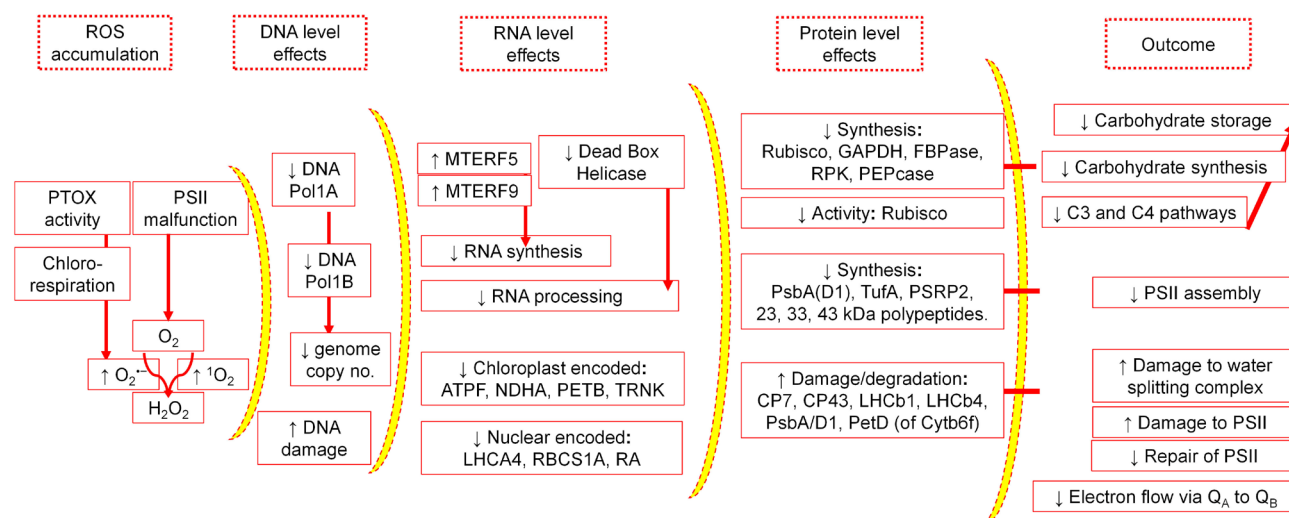 ROS
accumulation
DNA level
effects
RNA level
effects
Protein level
effects
Outcome
PTOX
activity
PSII
malfunction
Chloro-
respiration
O₂
↑ O₂•−
↑ ¹O₂
H₂O₂
↓ DNA
Pol1A
↓ DNA
Pol1B
↓ genome
copy no.
↑ DNA
damage
↑ MTERF5
↑ MTERF9
↓ Dead Box
Helicase
↓ RNA synthesis
↓ RNA processing
↓ Chloroplast encoded:
ATPF, NDHA, PETB, TRNK
↓ Nuclear encoded:
LHCA4, RBCS1A, RA
↓ Synthesis:
Rubisco, GAPDH, FBPase,
RPK, PEPcase
↓ Activity: Rubisco
↓ Synthesis:
PsbA(D1), TufA, PSRP2,
23, 33, 43 kDa polypeptides.
↑ Damage/degradation:
CP7, CP43, LHCb1, LHCb4,
PsbA/D1, PetD (of Cytb6f)
↓ Carbohydrate storage
↓ Carbohydrate synthesis
↓ C3 and C4 pathways
↓ PSII assembly
↑ Damage to water
splitting complex
↑ Damage to PSII
↓ Repair of PSII
↓ Electron flow via Q_A to Q_B